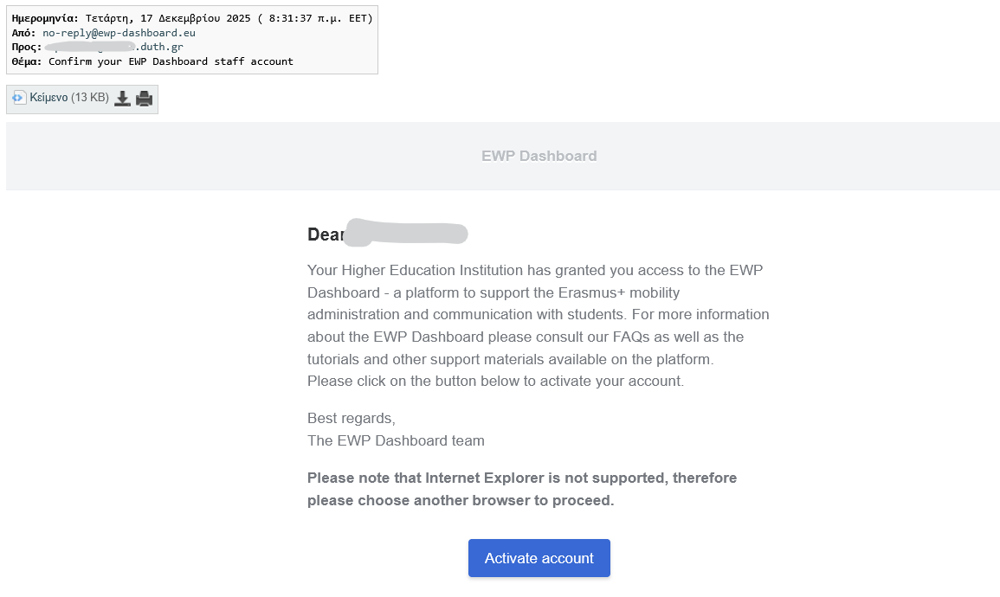 Ημερομηνία: Τετάρτη, 17 Δεκεμβρίου 2025 ( 8:31:37 π.μ. EET)
Από: no-reply@ewp-dashboard.eu
Προς: .duth.gr
Θέμα: Confirm your EWP Dashboard staff account
Κείμενο (13 KB)
EWP Dashboard
Dear
Your Higher Education Institution has granted you access to the EWP
Dashboard - a platform to support the Erasmus+ mobility
administration and communication with students. For more information
about the EWP Dashboard please consult our FAQs as well as the
tutorials and other support materials available on the platform.
Please click on the button below to activate your account.
Best regards,
The EWP Dashboard team
Please note that Internet Explorer is not supported, therefore
please choose another browser to proceed.
Activate account